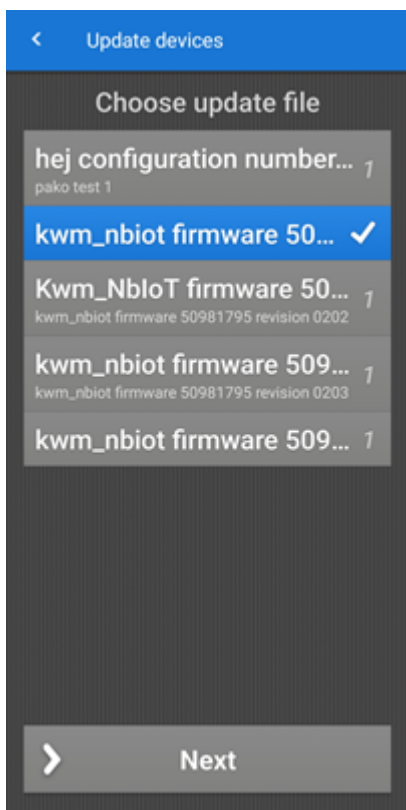 Update devices
Choose update file
hej configuration number... 1
pako test 1
kwm_nbiot firmware 50...
Kwm_NbIoT firmware 50... 1
kwm_nbiot firmware 50981795 revision 0202
kwm_nbiot firmware 509... 1
kwm_nbiot firmware 50981795 revision 0203
kwm_nbiot firmware 509... 1
Next